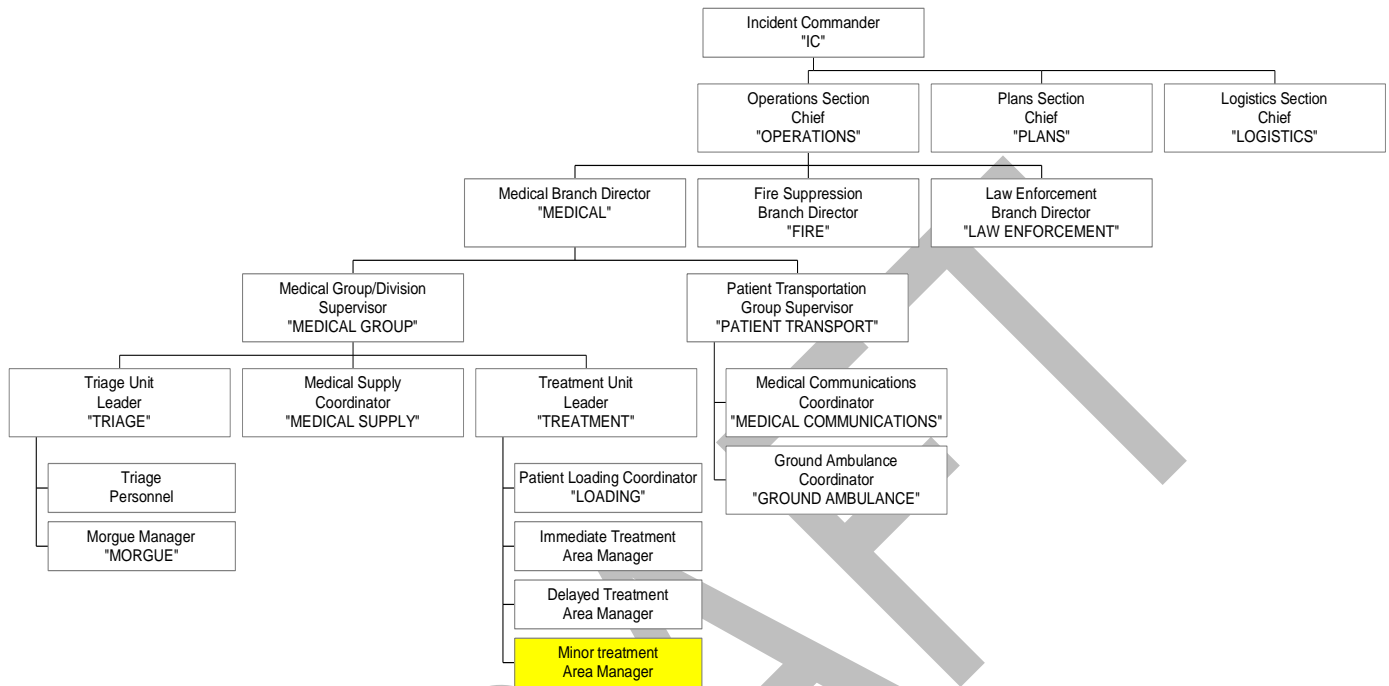 Incident Commander
"IC"
Operations Section
Chief
"OPERATIONS"
Plans Section
Chief
"PLANS"
Logistics Section
Chief
"LOGISTICS"
Medical Branch Director
"MEDICAL"
Fire Suppression
Branch Director
"FIRE"
Law Enforcement
Branch Director
"LAW ENFORCEMENT"
Medical Group/Division
Supervisor
"MEDICAL GROUP"
Patient Transportation
Group Supervisor
"PATIENT TRANSPORT"
Triage Unit
Leader
"TRIAGE"
Medical Supply
Coordinator
"MEDICAL SUPPLY"
Treatment Unit
Leader
"TREATMENT"
Medical Communications
Coordinator
"MEDICAL COMMUNICATIONS"
Ground Ambulance
Coordinator
"GROUND AMBULANCE"
Triage
Personnel
Morgue Manager
"MORGUE"
Patient Loading Coordinator
"LOADING"
Immediate Treatment
Area Manager
Delayed Treatment
Area Manager
Minor treatment
Area Manager